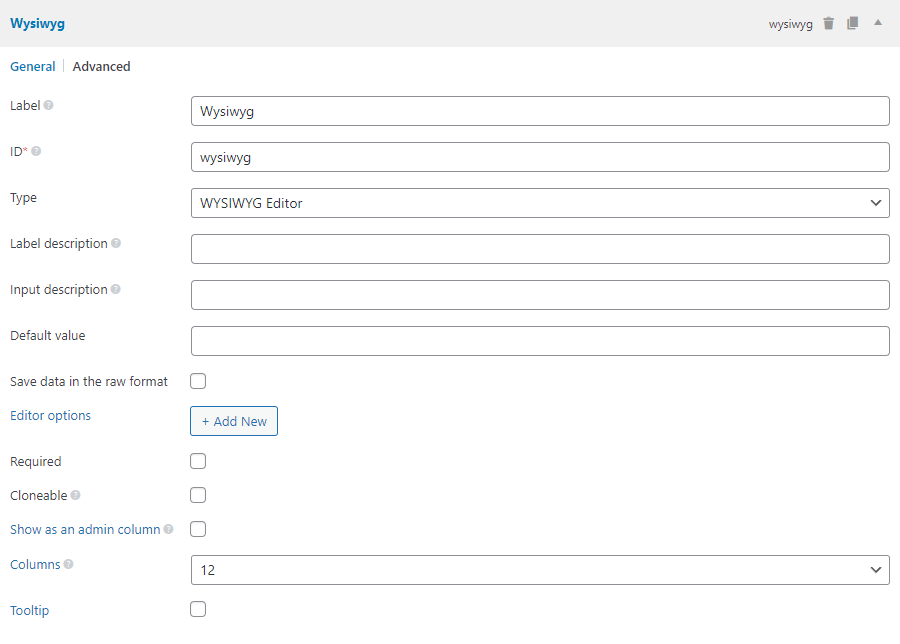 Wysiwyg wysiwyg
General Advanced
Label Wysiwyg
ID* wysiwyg
Type WYSIWYG Editor
Label description
Input description
Default value
Save data in the raw format
Editor options + Add New
Required
Cloneable
Show as an admin column
Columns 12
Tooltip